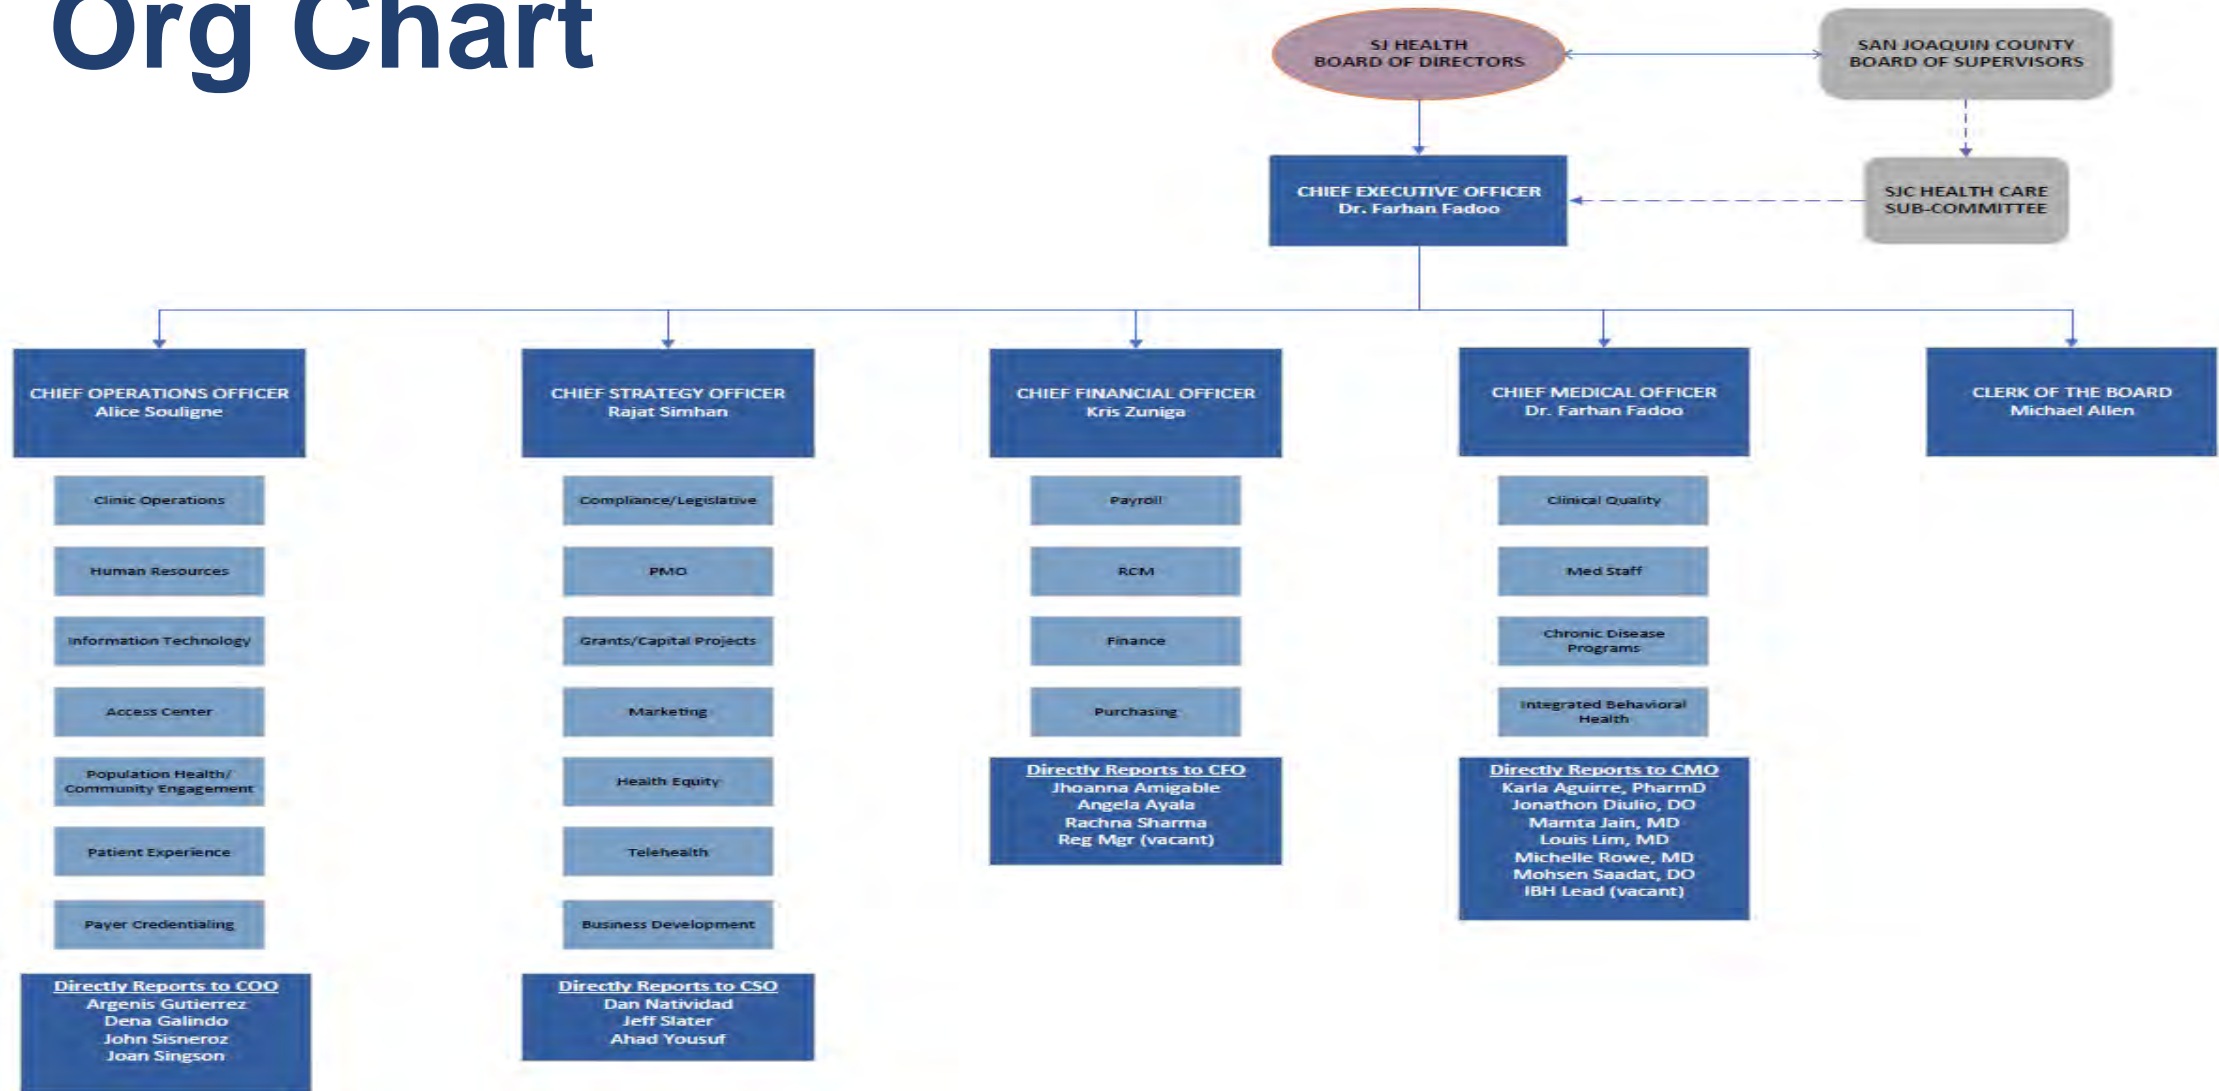 Org Chart
SJ HEALTH
BOARD OF DIRECTORS
SAN JOAQUIN COUNTY
BOARD OF SUPERVISORS
CHIEF EXECUTIVE OFFICER
Dr. Farhan Fadoo
SJC HEALTH CARE
SUB-COMMITTEE
CHIEF OPERATIONS OFFICER
Alice Souligne
Clinic Operations
Human Resources
Information Technology
Access Center
Population Health/
Community Engagement
Patient Experience
Payer Credentialing
Directly Reports to COO
Argenis Gutierrez
Dena Galindo
John Sisneroz
Joan Singson
CHIEF STRATEGY OFFICER
Rajat Simhan
Compliance/Legislative
PMO
Grants/Capital Projects
Marketing
Health Equity
Telehealth
Business Development
Directly Reports to CSO
Dan Natividad
Jeff Slater
Ahad Yousuf
CHIEF FINANCIAL OFFICER
Kris Zuniga
Payroll
RCM
Finance
Purchasing
Directly Reports to CFO
Jhoanna Amigable
Angela Ayala
Rachna Sharma
Reg Mgr (vacant)
CHIEF MEDICAL OFFICER
Dr. Farhan Fadoo
Clinical Quality
Med Staff
Chronic Disease
Programs
Integrated Behavioral
Health
Directly Reports to CMO
Karla Aguirre, PharmD
Jonathon Diulio, DO
Mamta Jain, MD
Louis Lim, MD
Michelle Rowe, MD
Mohsen Saadat, DO
IBH Lead (vacant)
CLERK OF THE BOARD
Michael Allen